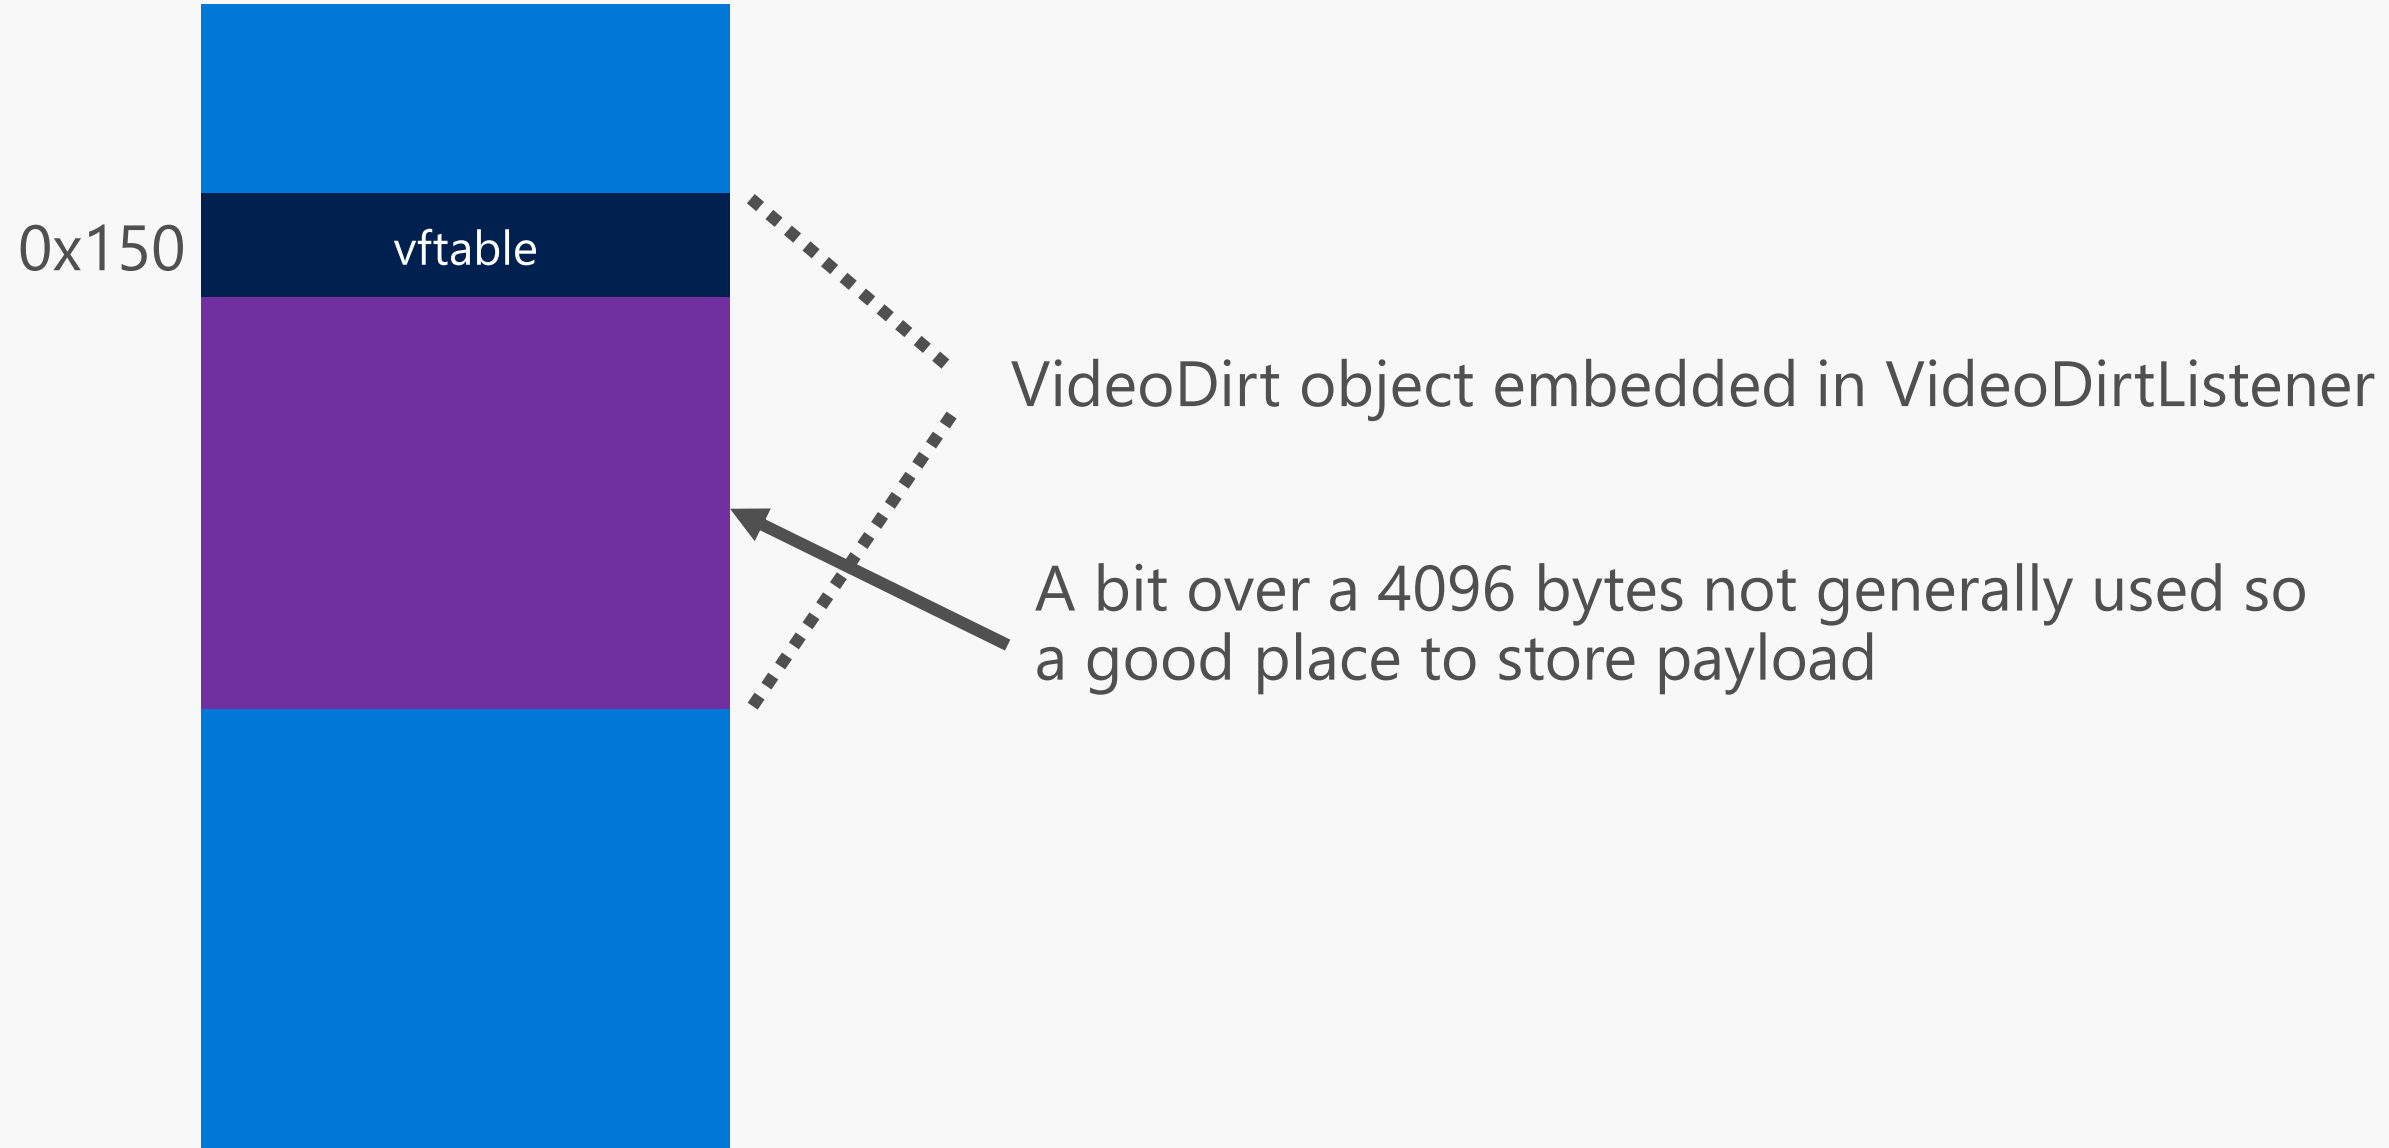 0x150
vftable
VideoDirt object embedded in VideoDirtListener
A bit over a 4096 bytes not generally used so
a good place to store payload